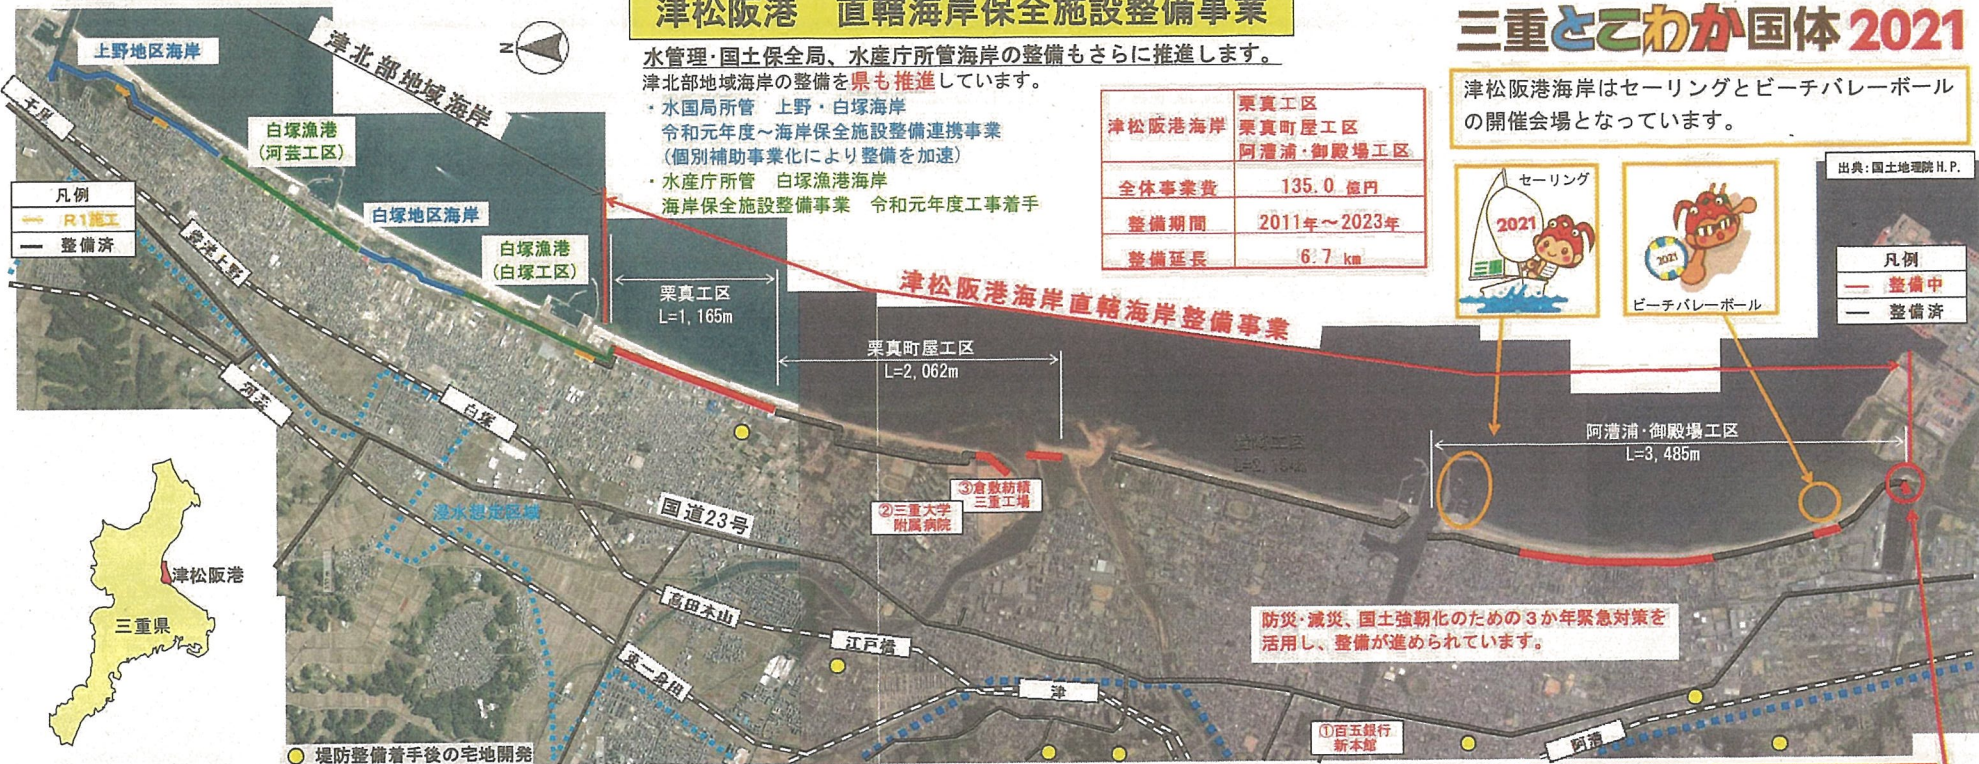 津松阪港 直轄海岸保全施設整備事業
水管理・国土保全局、水産庁所管海岸の整備もさらに推進します。
津北部地域海岸の整備を県も推進しています。
・水国局所管 上野・白塚海岸
令和元年度～海岸保全施設整備連携事業
(個別補助事業化により整備を加速)
・水産庁所管 白塚漁港海岸
海岸保全施設整備事業 令和元年度工事着手
三重とこわか国体 2021
津松阪港海岸はセーリングとビーチバレーボール
の開催会場となっています。
津松阪港海岸
栗真工区
栗真町屋工区
阿漕浦・御殿場工区
全体事業費 135.0 億円
整備期間 2011年～2023年
整備延長 6.7 km
セーリング
2021
三重
2021
ビーチバレーボール
出典:国土地理院H.P.
凡例
整備中
整備済
N
上野地区海岸
津北部地域海岸
千里
白塚漁港
(河芸工区)
凡例
R1施工
整備済
白塚地区海岸
豊津上野
白塚漁港
(白塚工区)
栗真工区
L=1,165m
津松阪港海岸直轄海岸整備事業
栗真町屋工区
L=2,062m
阿漕浦・御殿場工区
L=3,485m
河芸
白塚
浸水想定区域
国道23号
②三重大学
附属病院
③倉敷紡績
三重工場
津松阪港
三重県
高田本山
江戸橋
東一身田
津
防災・減災、国土強靭化のための3か年緊急対策を
活用し、整備が進められています。
①百五銀行
新本館
阿漕
堤防整備着手後の宅地開発